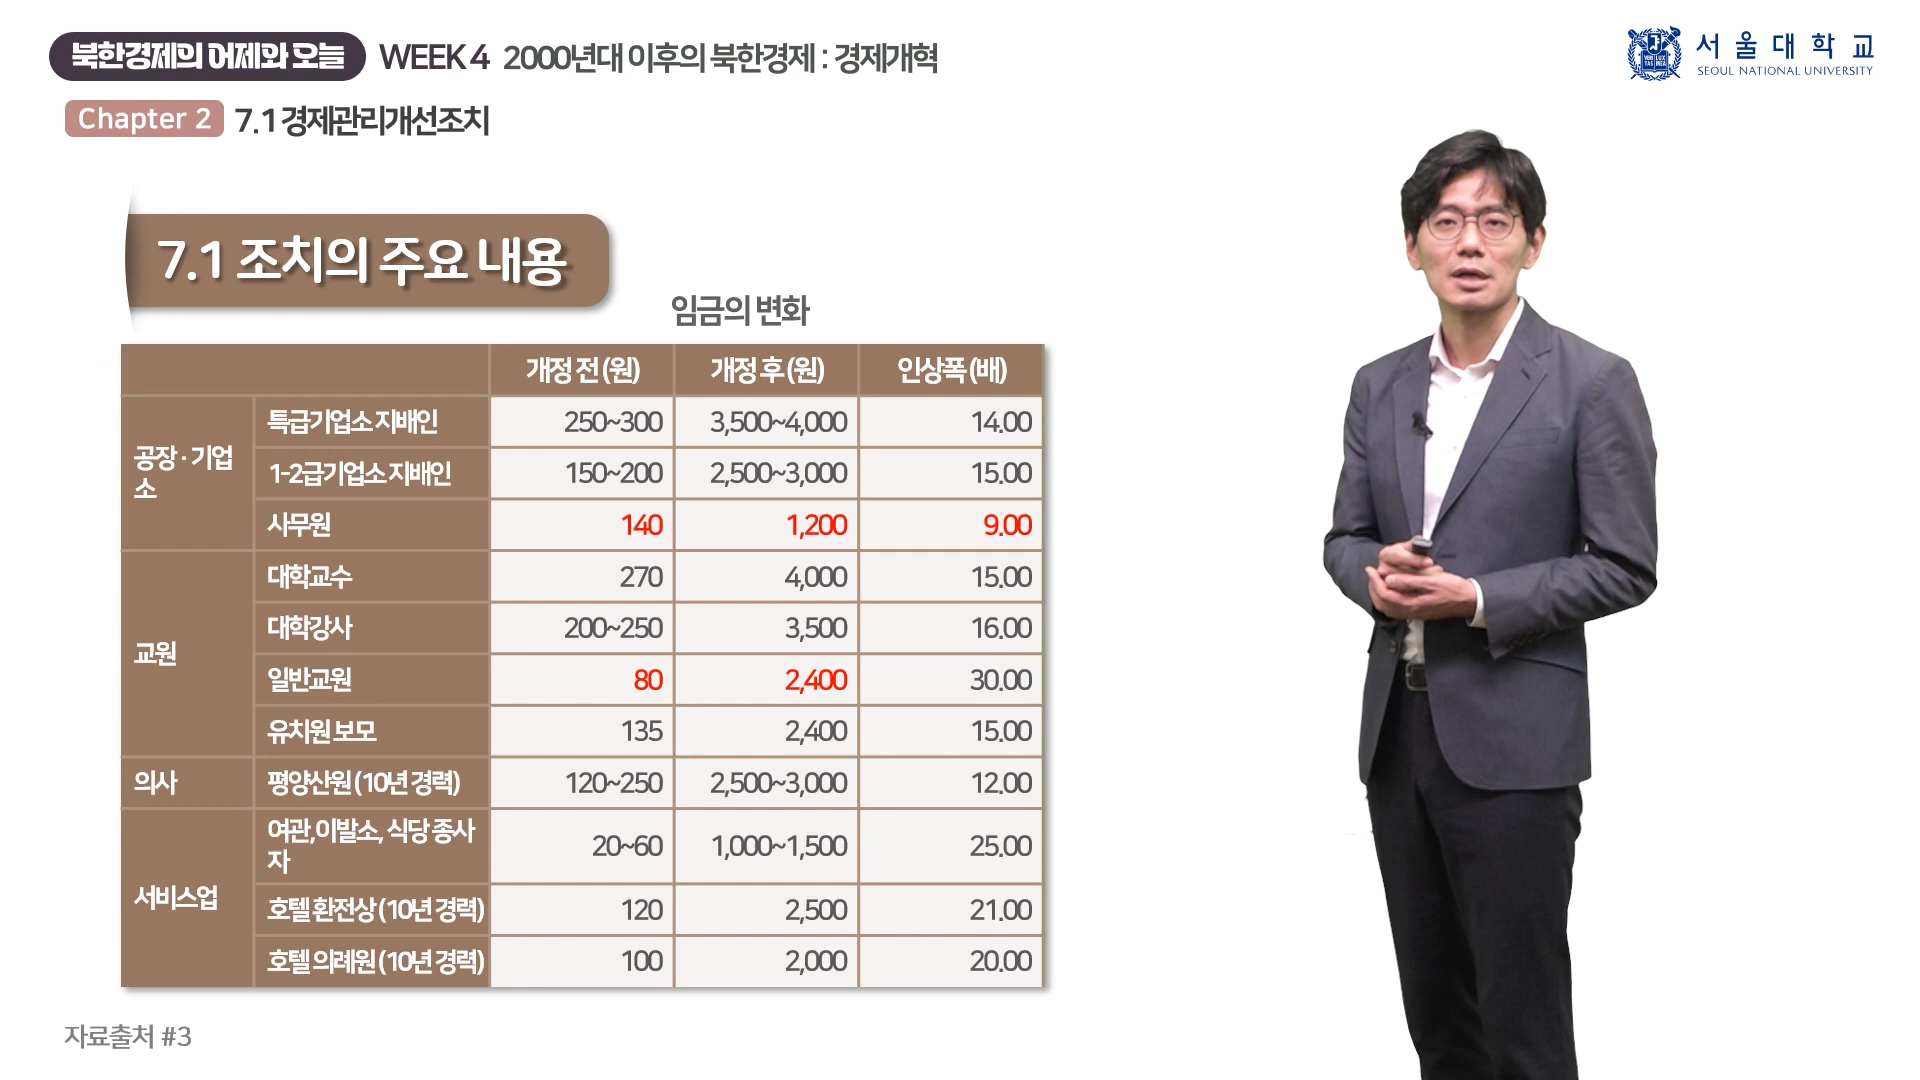 북한경제의 어제와 오늘 WEEK 4 2000년대 이후의 북한경제 : 경제개혁
서울대학교
SEOUL NATIONAL UNIVERSITY
Chapter 2 7.1 경제관리개선조치
7.1 조치의 주요 내용
임금의 변화
개정 전 (원) 개정 후 (원) 인상폭 (배)
공장 · 기업소
특급기업소 지배인 250~300 3,500~4,000 14.00
1-2급기업소 지배인 150~200 2,500~3,000 15.00
사무원 140 1,200 9.00
교원
대학교수 270 4,000 15.00
대학강사 200~250 3,500 16.00
일반교원 80 2,400 30.00
유치원 보모 135 2,400 15.00
의사 평양산원 (10년 경력) 120~250 2,500~3,000 12.00
서비스업
여관,이발소, 식당 종사자 20~60 1,000~1,500 25.00
호텔 환전상 (10년 경력) 120 2,500 21.00
호텔 의례원 (10년 경력) 100 2,000 20.00
자료출처 #3